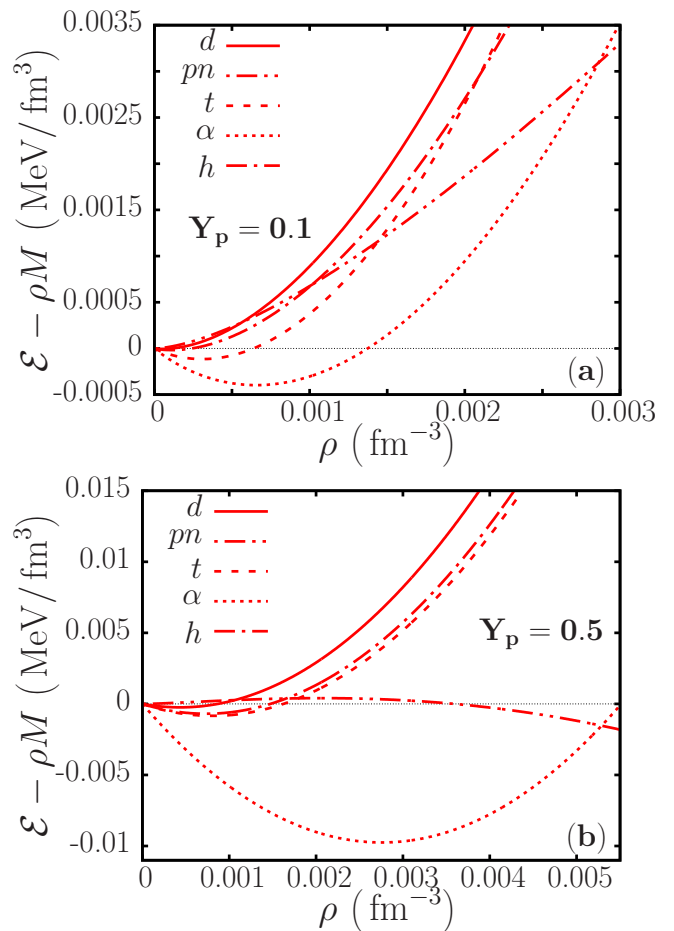 0.0035
0.0025
0.0015
0.0005
0
-0.0005
ℰ − ρM ( MeV/fm³)
d
pn
t
α
h
Y_p = 0.1
(a)
0.001 0.002 0.003
0
ρ ( fm⁻³)
0.015
0.01
0.005
0
-0.005
-0.01
ℰ − ρM ( MeV/fm³)
d
pn
t
α
h
Y_p = 0.5
(b)
0 0.001 0.002 0.003 0.004 0.005
ρ ( fm⁻³)